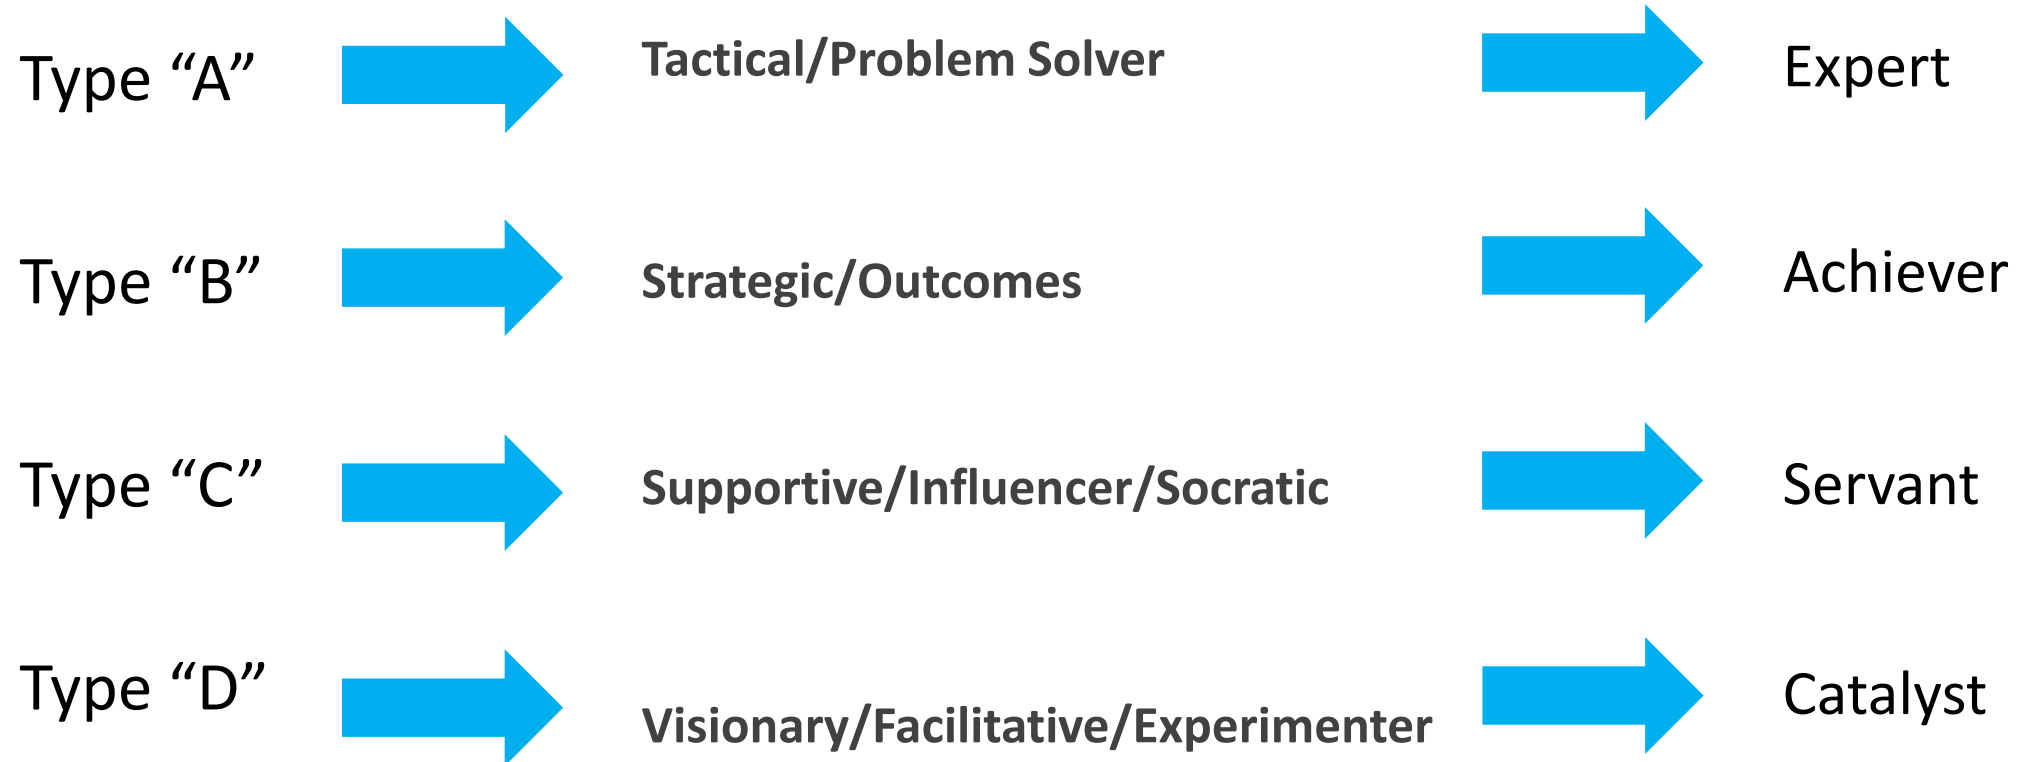 Type “A” Tactical/Problem Solver Expert
Type “B” Strategic/Outcomes Achiever
Type “C” Supportive/Influencer/Socratic Servant
Type “D” Visionary/Facilitative/Experimenter Catalyst